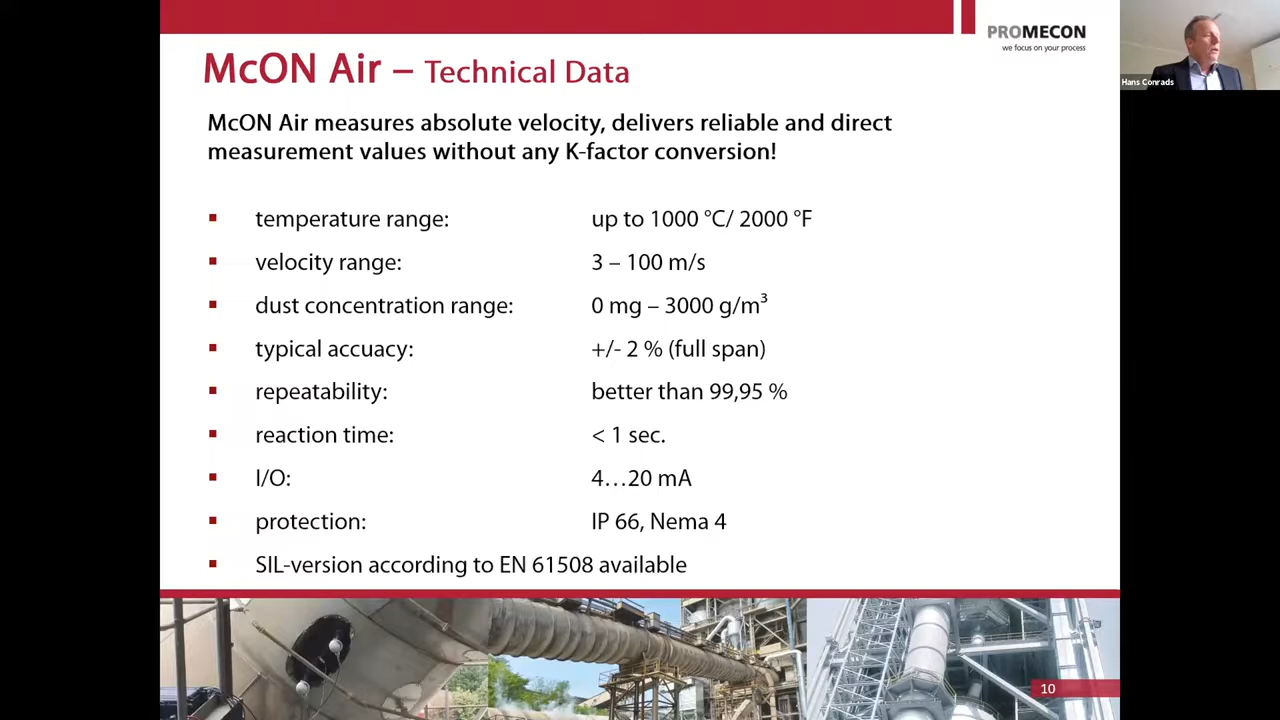 PROMECON
we focus on your process
Hans Conrads
McON Air – Technical Data
McON Air measures absolute velocity, delivers reliable and direct
measurement values without any K-factor conversion!
temperature range: up to 1000 °C/ 2000 °F
velocity range: 3 – 100 m/s
dust concentration range: 0 mg – 3000 g/m³
typical accuacy: +/- 2 % (full span)
repeatability: better than 99,95 %
reaction time: < 1 sec.
I/O: 4…20 mA
protection: IP 66, Nema 4
SIL-version according to EN 61508 available
10